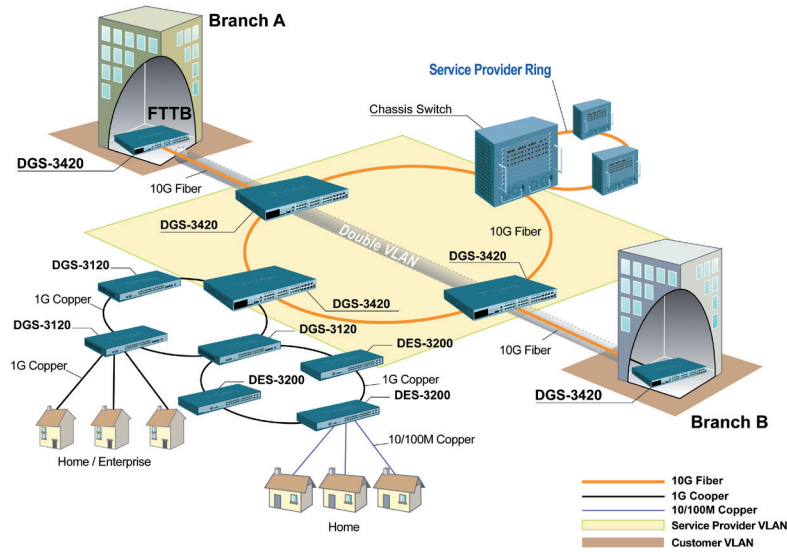 Branch A
Service Provider Ring
Chassis Switch
FTTB
DGS-3420
10G Fiber
DGS-3420
10G Fiber
Double VLAN
DGS-3420
DGS-3120
1G Copper
DGS-3420
DGS-3120
DGS-3120
DES-3200
10G Fiber
1G Copper
DES-3200
1G Copper
DES-3200
DGS-3420
Branch B
10/100M Copper
Home / Enterprise
Home
10G Fiber
1G Cooper
10/100M Copper
Service Provider VLAN
Customer VLAN